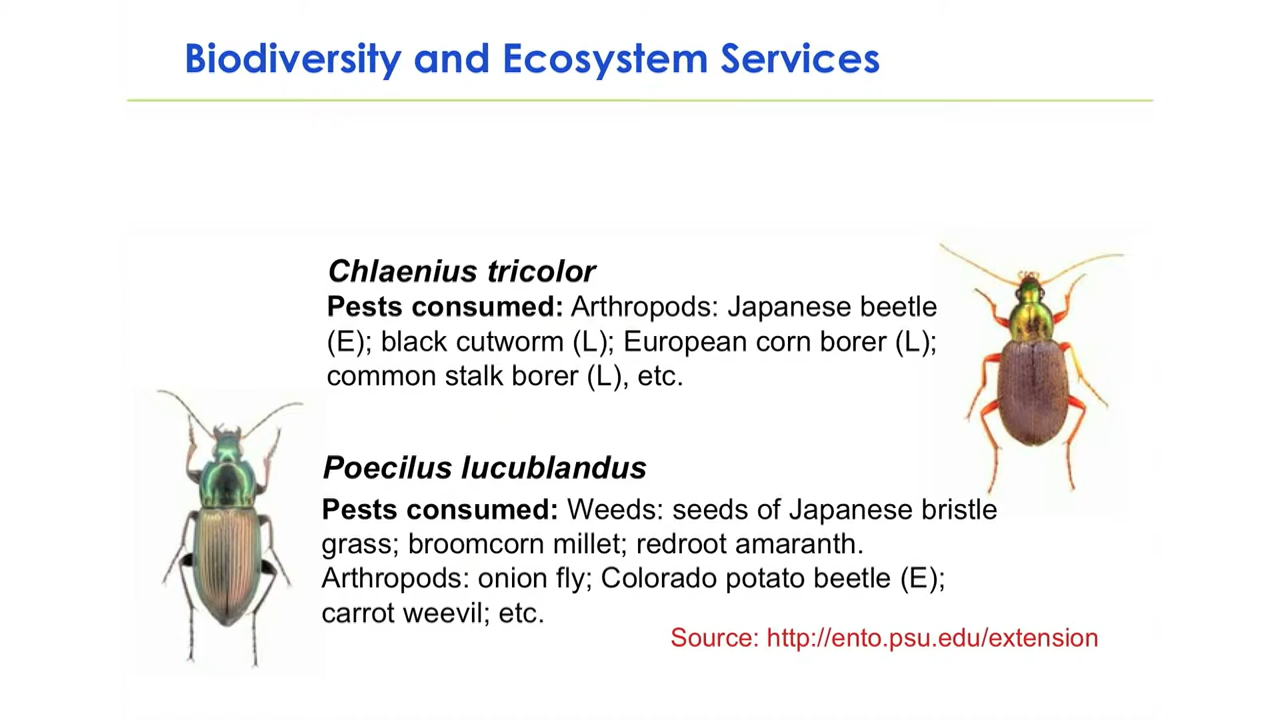 Biodiversity and Ecosystem Services
Chlaenius tricolor
Pests consumed: Arthropods: Japanese beetle
(E); black cutworm (L); European corn borer (L);
common stalk borer (L), etc.
Poecilus lucublandus
Pests consumed: Weeds: seeds of Japanese bristle
grass; broomcorn millet; redroot amaranth.
Arthropods: onion fly; Colorado potato beetle (E);
carrot weevil; etc.
Source: http://ento.psu.edu/extension